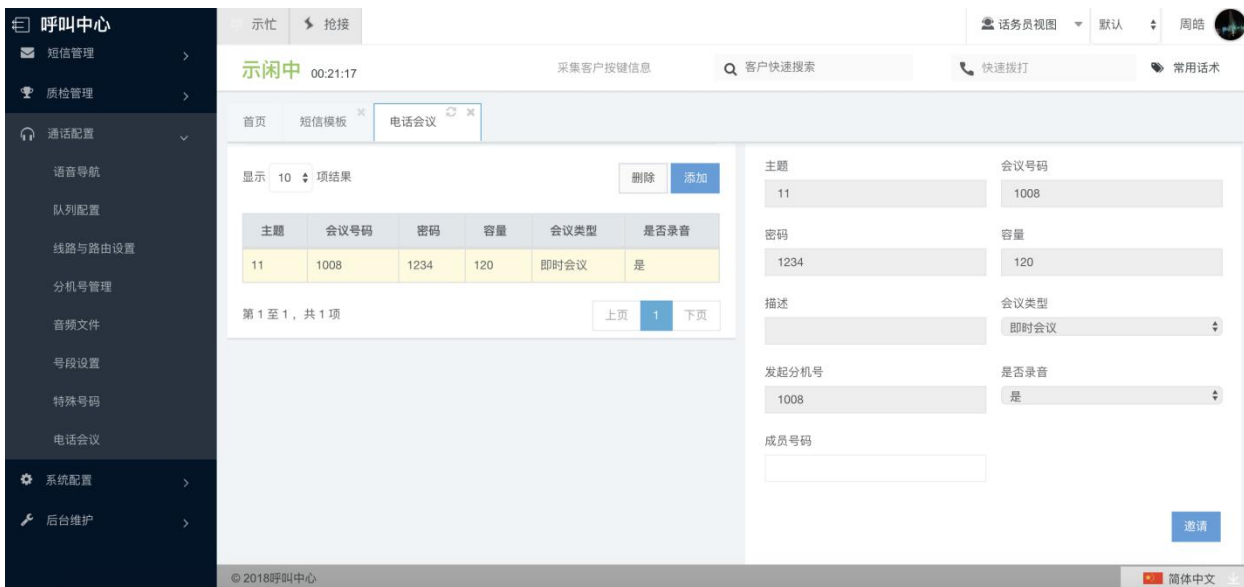 呼叫中心
示忙
抢接
话务员视图
默认
周皓
短信管理
质检管理
通话配置
语音导航
队列配置
线路与路由设置
分机号管理
音频文件
号段设置
特殊号码
电话会议
系统配置
后台维护
示闲中 00:21:17
采集客户按键信息
客户快速搜索
快速拨打
常用话术
首页
短信模板
电话会议
显示 10 项结果
删除
添加
主题 会议号码 密码 容量 会议类型 是否录音
11 1008 1234 120 即时会议 是
第 1 至 1，共 1 项
上页 1 下页
主题 会议号码
11 1008
密码 容量
1234 120
描述 会议类型
即时会议
发起分机号 是否录音
1008 是
成员号码
邀请
© 2018呼叫中心
简体中文